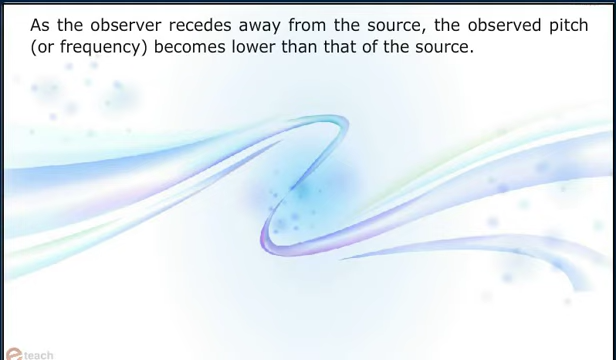 As the observer recedes away from the source, the observed pitch
(or frequency) becomes lower than that of the source.
e teach